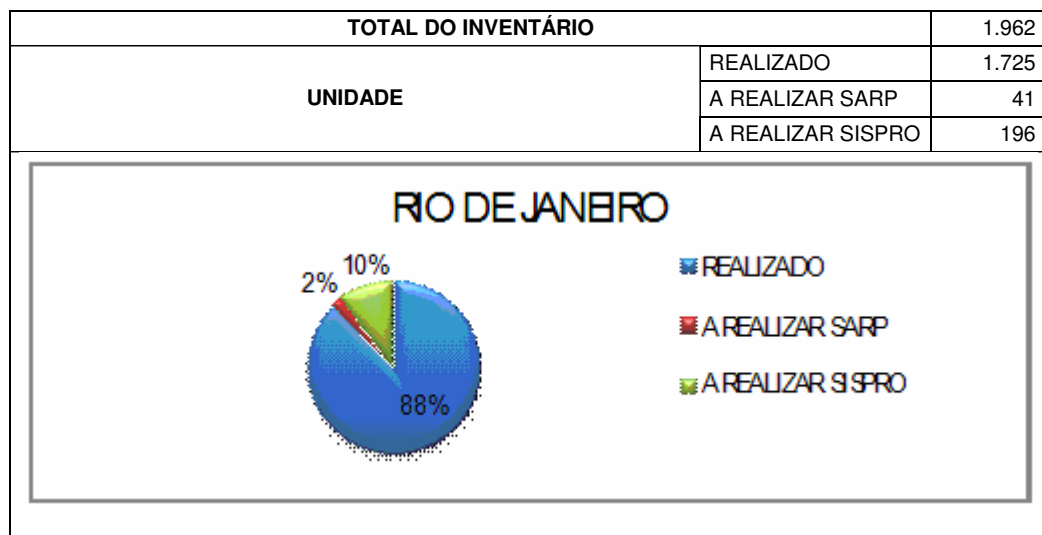 TOTAL DO INVENTÁRIO 1.962
REALIZADO 1.725
UNIDADE A REALIZAR SARP 41
A REALIZAR SISPRO 196
RIO DE JANEIRO
10%
2%
88%
REALIZADO
A REALIZAR SARP
A REALIZAR SISPRO